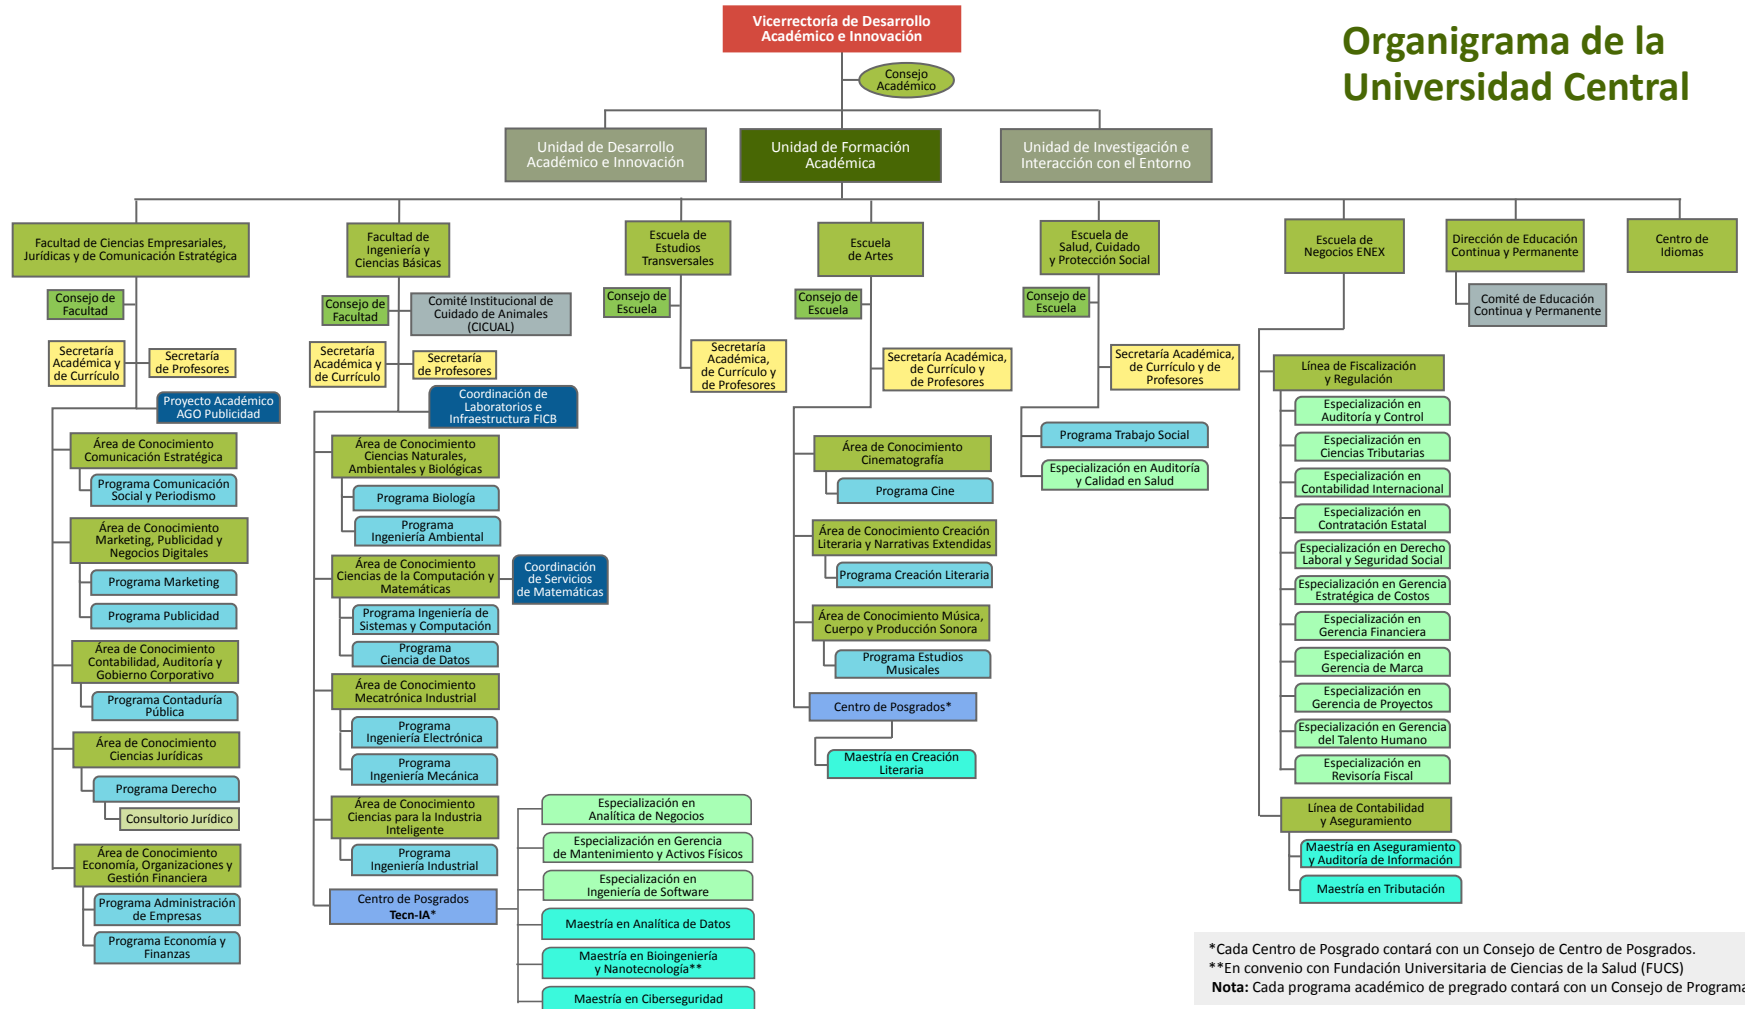 Organigrama de la
Universidad Central
Vicerrectoría de Desarrollo
Académico e Innovación
Consejo
Académico
Unidad de Desarrollo
Académico e Innovación
Unidad de Formación
Académica
Unidad de Investigación e
Interacción con el Entorno
Facultad de Ciencias Empresariales,
Jurídicas y de Comunicación Estratégica
Consejo de
Facultad
Secretaría
Académica y
de Currículo
Secretaría
de Profesores
Proyecto Académico
AGO Publicidad
Área de Conocimiento
Comunicación Estratégica
Programa Comunicación
Social y Periodismo
Área de Conocimiento
Marketing, Publicidad y
Negocios Digitales
Programa Marketing
Programa Publicidad
Área de Conocimiento
Contabilidad, Auditoría y
Gobierno Corporativo
Programa Contaduría
Pública
Área de Conocimiento
Ciencias Jurídicas
Programa Derecho
Consultorio Jurídico
Área de Conocimiento
Economía, Organizaciones y
Gestión Financiera
Programa Administración
de Empresas
Programa Economía y
Finanzas
Facultad de
Ingeniería y
Ciencias Básicas
Consejo de
Facultad
Comité Institucional de
Cuidado de Animales
(CICUAL)
Secretaría
Académica y
de Currículo
Secretaría
de Profesores
Coordinación de
Laboratorios e
Infraestructura FICB
Área de Conocimiento
Ciencias Naturales,
Ambientales y Biológicas
Programa Biología
Programa
Ingeniería Ambiental
Área de Conocimiento
Ciencias de la Computación y
Matemáticas
Coordinación
de Servicios
de Matemáticas
Programa Ingeniería de
Sistemas y Computación
Programa
Ciencia de Datos
Área de Conocimiento
Mecatrónica Industrial
Programa
Ingeniería Electrónica
Programa
Ingeniería Mecánica
Área de Conocimiento
Ciencias para la Industria
Inteligente
Programa
Ingeniería Industrial
Centro de Posgrados
Tecn-IA*
Especialización en
Analítica de Negocios
Especialización en Gerencia
de Mantenimiento y Activos Físicos
Especialización en
Ingeniería de Software
Maestría en Analítica de Datos
Maestría en Bioingeniería
y Nanotecnología**
Maestría en Ciberseguridad
Escuela de
Estudios
Transversales
Consejo de
Escuela
Secretaría
Académica,
de Currículo y
de Profesores
Escuela
de Artes
Consejo de
Escuela
Secretaría Académica,
de Currículo y
de Profesores
Área de Conocimiento
Cinematografía
Programa Cine
Área de Conocimiento Creación
Literaria y Narrativas Extendidas
Programa Creación Literaria
Área de Conocimiento Música,
Cuerpo y Producción Sonora
Programa Estudios
Musicales
Centro de Posgrados*
Maestría en Creación
Literaria
Escuela de
Salud, Cuidado
y Protección Social
Consejo de
Escuela
Secretaría Académica,
de Currículo y de
Profesores
Programa Trabajo Social
Especialización en Auditoría
y Calidad en Salud
Escuela de
Negocios ENEX
Línea de Fiscalización
y Regulación
Especialización en
Auditoría y Control
Especialización en
Ciencias Tributarias
Especialización en
Contabilidad Internacional
Especialización en
Contratación Estatal
Especialización en Derecho
Laboral y Seguridad Social
Especialización en Gerencia
Estratégica de Costos
Especialización en
Gerencia Financiera
Especialización en
Gerencia de Marca
Especialización en
Gerencia de Proyectos
Especialización en Gerencia
del Talento Humano
Especialización en
Revisoría Fiscal
Línea de Contabilidad
y Aseguramiento
Maestría en Aseguramiento
y Auditoría de Información
Maestría en Tributación
Dirección de Educación
Continua y Permanente
Comité de Educación
Continua y Permanente
Centro de
Idiomas
*Cada Centro de Posgrado contará con un Consejo de Centro de Posgrados.
**En convenio con Fundación Universitaria de Ciencias de la Salud (FUCS)
Nota: Cada programa académico de pregrado contará con un Consejo de Programa